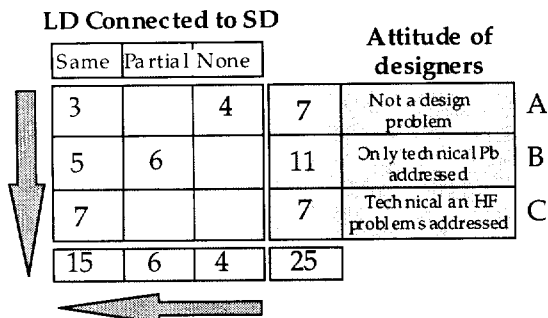 LD Connected to SD
Same Partial None
Attitude of
designers
3 4 7 Not a design
problem A
5 6 11 Only technical Pb
addressed B
7 7 Technical an HF
problems addressed C
15 6 4 25